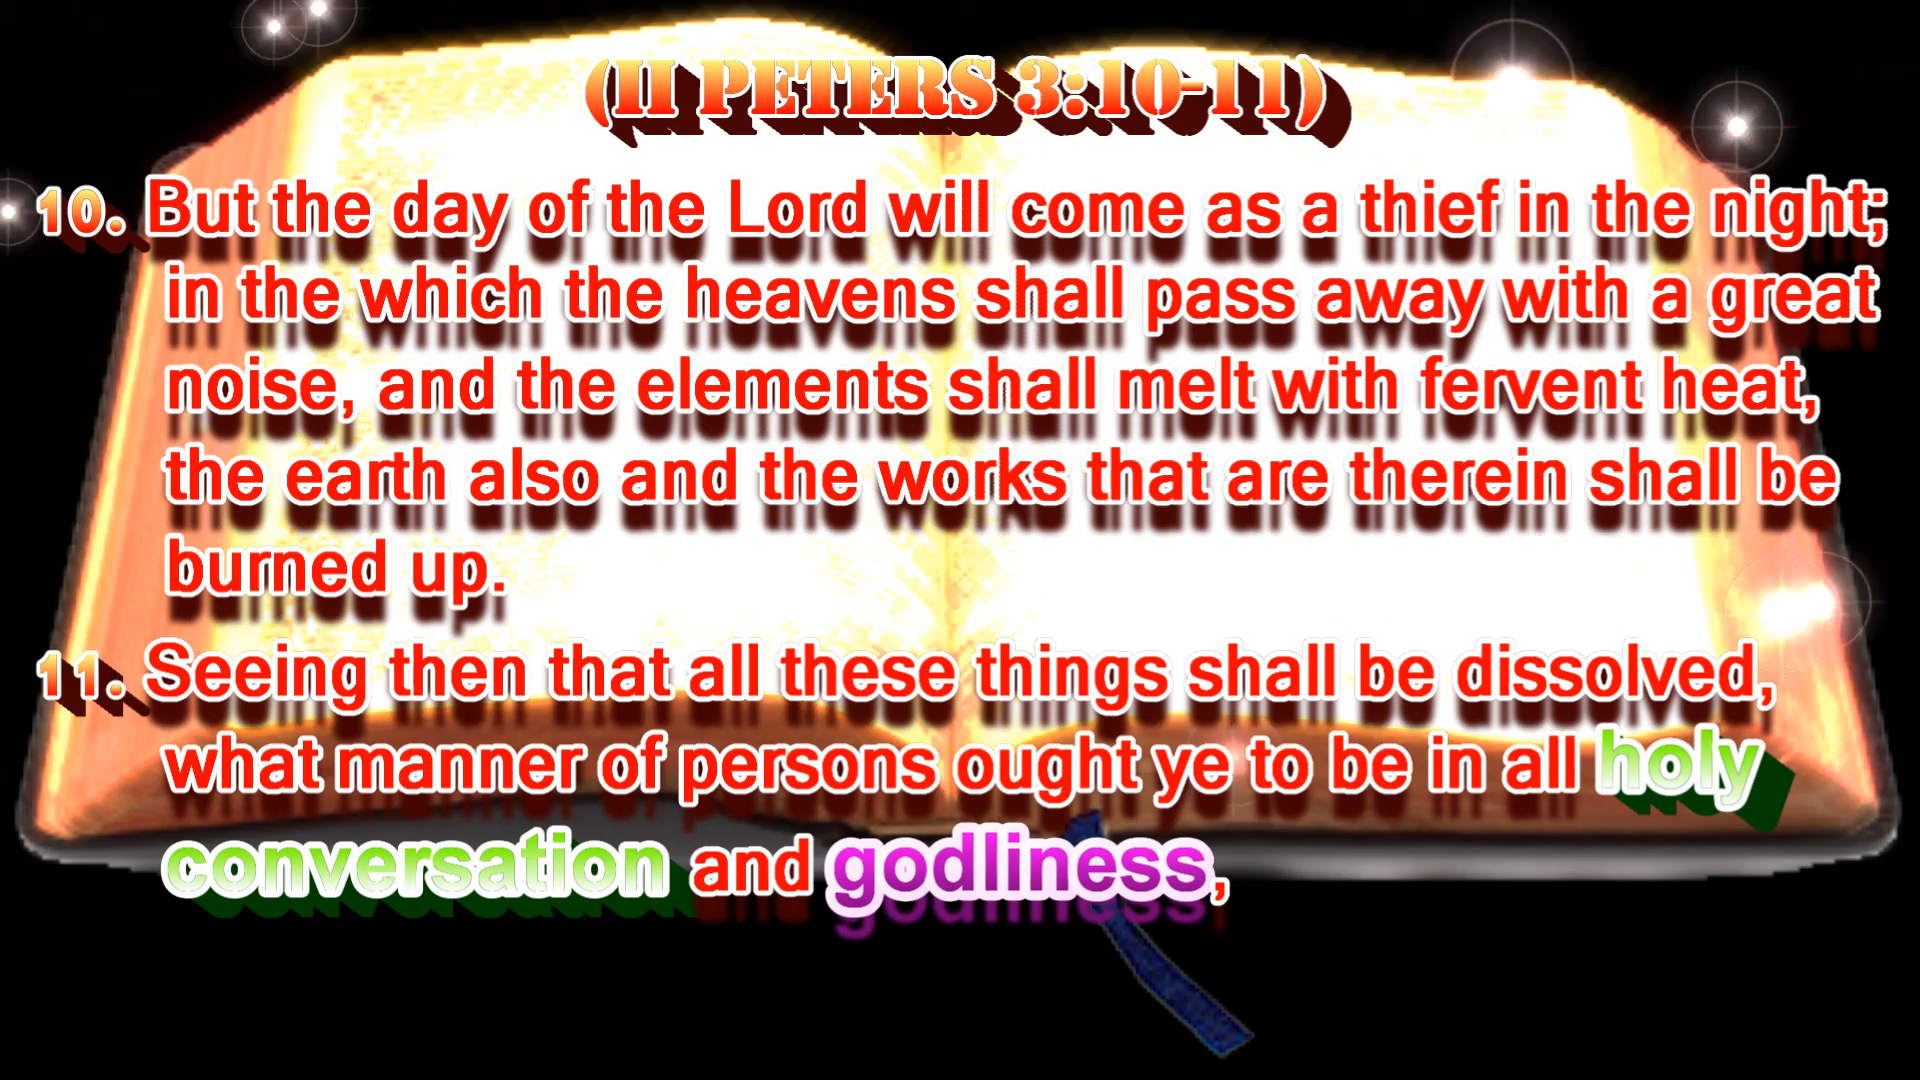 (II PETERS 3:10-11)
10. But the day of the Lord will come as a thief in the night;
in the which the heavens shall pass away with a great
noise, and the elements shall melt with fervent heat,
the earth also and the works that are therein shall be
burned up.
11. Seeing then that all these things shall be dissolved,
what manner of persons ought ye to be in all holy
conversation and godliness,